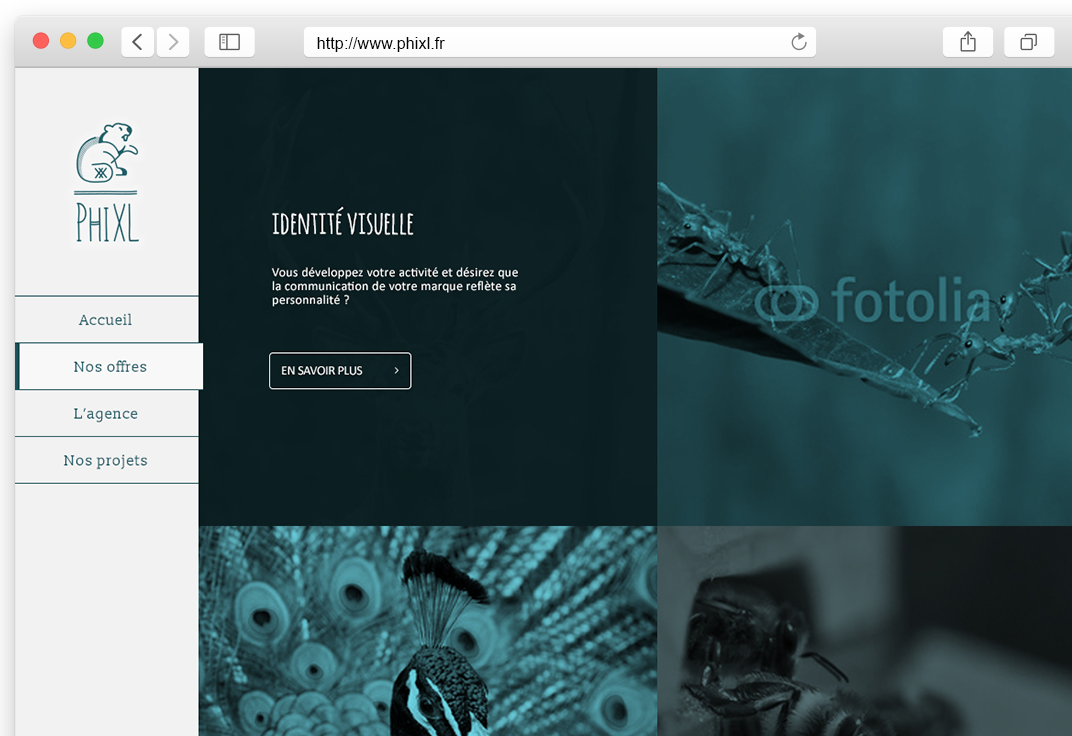 http://www.phixl.fr
PHIXL
Accueil
Nos offres
L'agence
Nos projets
IDENTITÉ VISUELLE
Vous développez votre activité et désirez que
la communication de votre marque reflète sa
personnalité ?
EN SAVOIR PLUS
fotolia